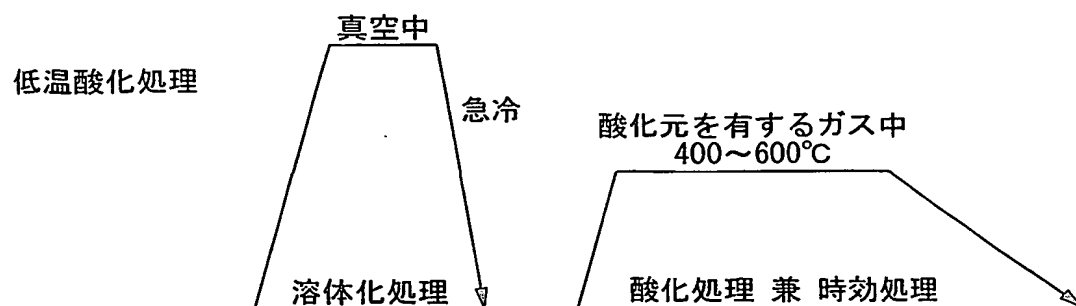 真空中
低温酸化処理
急冷
酸化元を有するガス中
400～600℃
溶体化処理
酸化処理 兼 時効処理